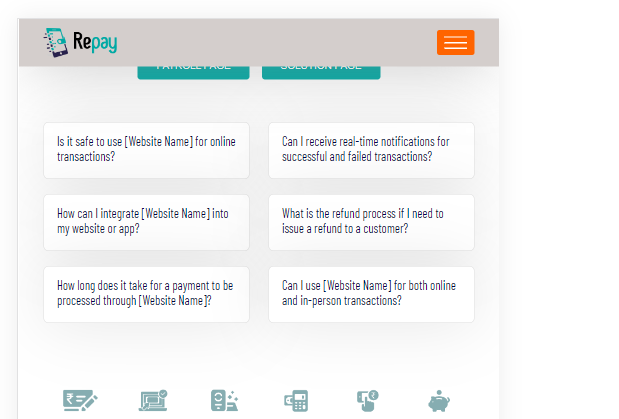 Repay
Is it safe to use [Website Name] for online
transactions?
Can I receive real-time notifications for
successful and failed transactions?
How can I integrate [Website Name] into
my website or app?
What is the refund process if I need to
issue a refund to a customer?
How long does it take for a payment to be
processed through [Website Name]?
Can I use [Website Name] for both online
and in-person transactions?